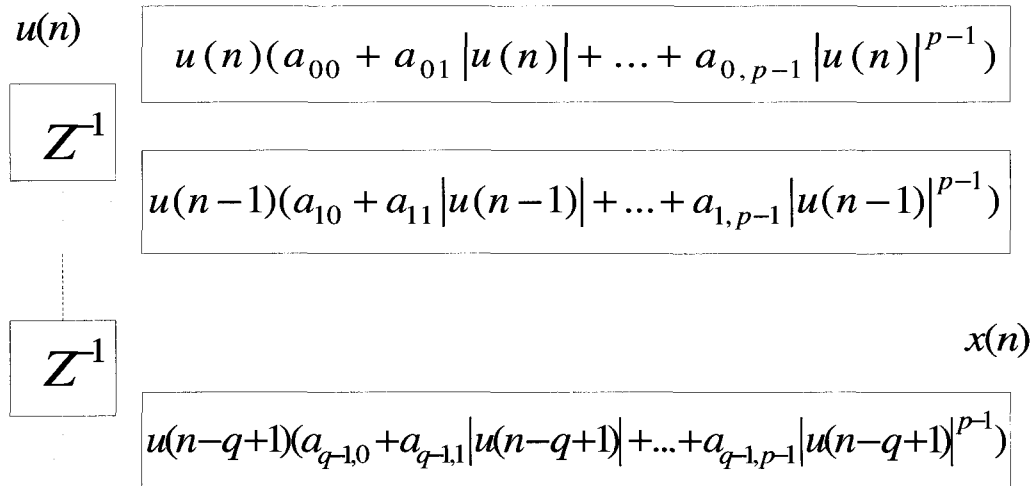 u(n)
u(n)(a_{00} + a_{01} |u(n)| + ... + a_{0,p-1} |u(n)|^{p-1})
Z^{-1}
u(n-1)(a_{10} + a_{11} |u(n-1)| + ... + a_{1,p-1} |u(n-1)|^{p-1})
x(n)
Z^{-1}
u(n-q+1)(a_{q-1,0} + a_{q-1,1} |u(n-q+1)| + ... + a_{q-1,p-1} |u(n-q+1)|^{p-1})